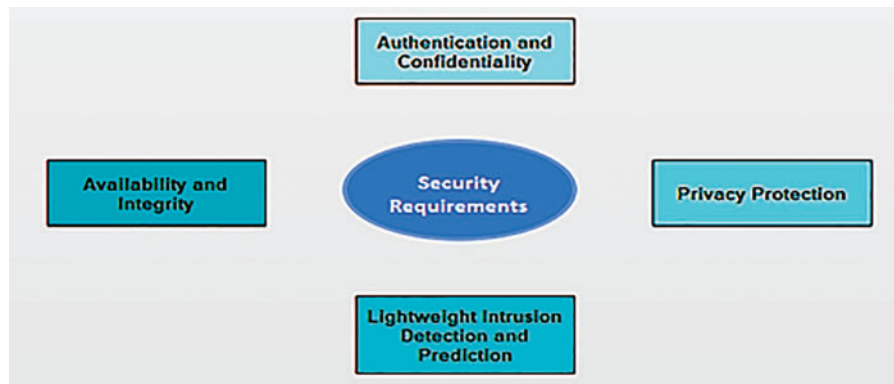 Authentication and
Confidentiality
Availability and
Integrity
Security
Requirements
Privacy Protection
Lightweight Intrusion
Detection and
Prediction